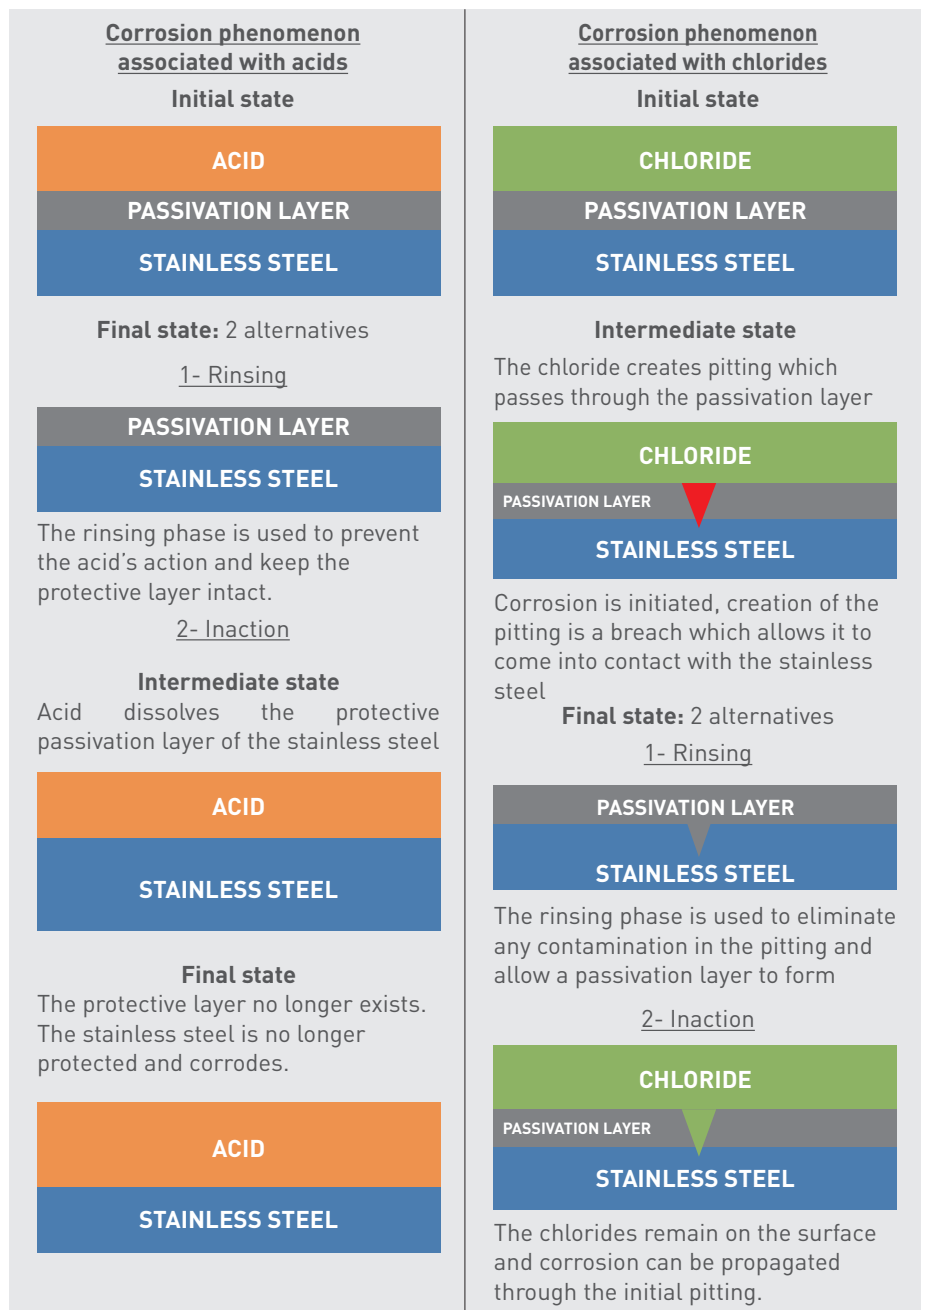 Corrosion phenomenon
associated with acids
Initial state
ACID
PASSIVATION LAYER
STAINLESS STEEL
Final state: 2 alternatives
1- Rinsing
PASSIVATION LAYER
STAINLESS STEEL
The rinsing phase is used to prevent
the acid's action and keep the
protective layer intact.
2- Inaction
Intermediate state
Acid dissolves the protective
passivation layer of the stainless steel
ACID
STAINLESS STEEL
Final state
The protective layer no longer exists.
The stainless steel is no longer
protected and corrodes.
ACID
STAINLESS STEEL
Corrosion phenomenon
associated with chlorides
Initial state
CHLORIDE
PASSIVATION LAYER
STAINLESS STEEL
Intermediate state
The chloride creates pitting which
passes through the passivation layer
CHLORIDE
PASSIVATION LAYER
STAINLESS STEEL
Corrosion is initiated, creation of the
pitting is a breach which allows it to
come into contact with the stainless
steel
Final state: 2 alternatives
1- Rinsing
PASSIVATION LAYER
STAINLESS STEEL
The rinsing phase is used to eliminate
any contamination in the pitting and
allow a passivation layer to form
2- Inaction
CHLORIDE
PASSIVATION LAYER
STAINLESS STEEL
The chlorides remain on the surface
and corrosion can be propagated
through the initial pitting.